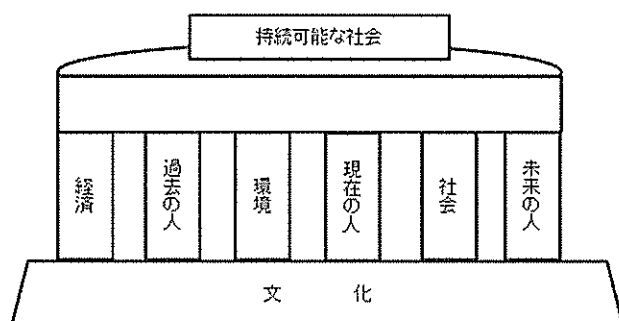 持続可能な社会
経済
過去の人
環境
現在の人
社会
未来の人
文化